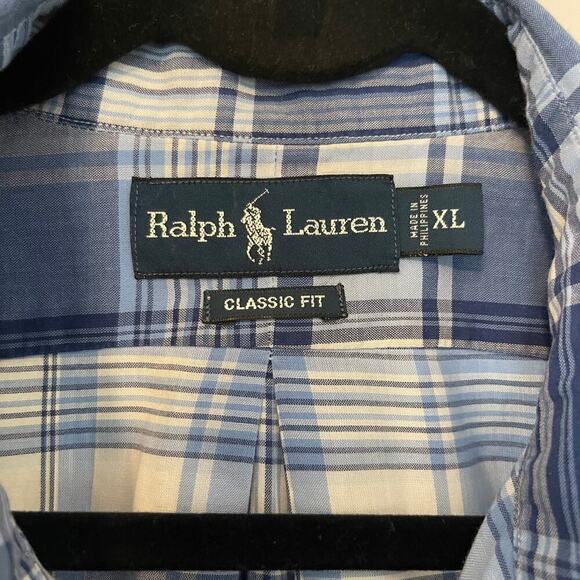 Ralph Lauren
MADE IN
PHILIPPINES
XL
CLASSIC FIT